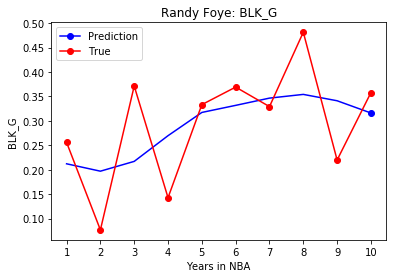 Randy Foye: BLK_G
Prediction
True
0.50
0.45
0.40
0.35
0.30
0.25
0.20
0.15
0.10
BLK_G
1 2 3 4 5 6 7 8 9 10
Years in NBA